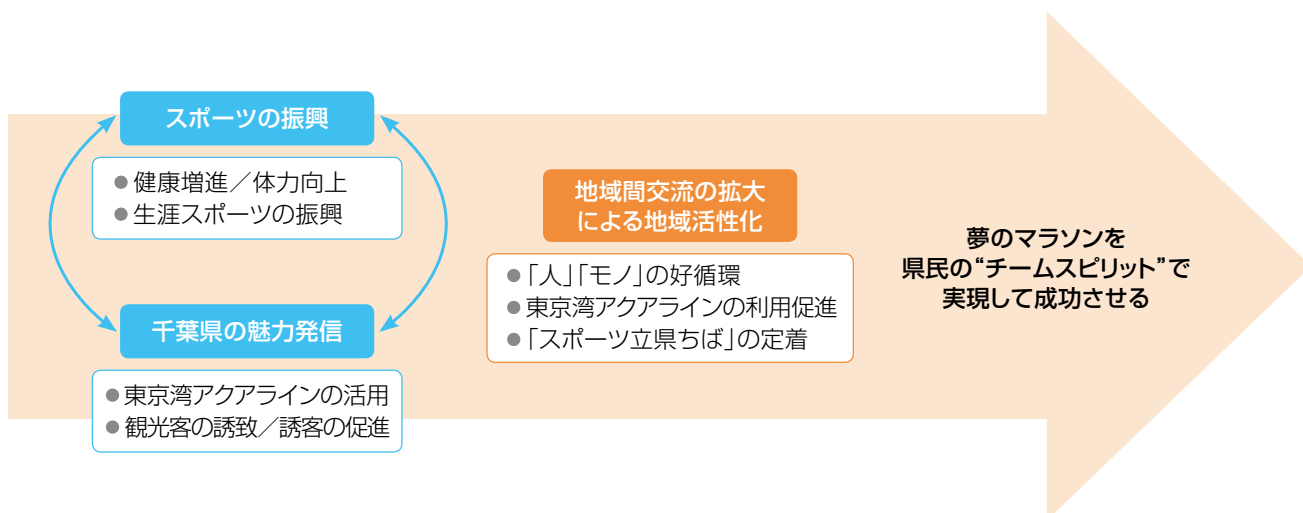 スポーツの振興
● 健康増進／体力向上
● 生涯スポーツの振興
千葉県の魅力発信
● 東京湾アクアラインの活用
● 観光客の誘致／誘客の促進
地域間交流の拡大
による地域活性化
● 「人」「モノ」の好循環
● 東京湾アクアラインの利用促進
● 「スポーツ立県ちば」の定着
夢のマラソンを
県民の“チームスピリット”で
実現して成功させる